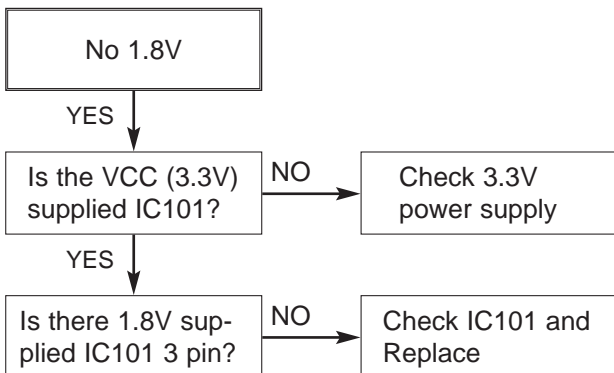 No 1.8V
YES
Is the VCC (3.3V)
supplied IC101?
NO
Check 3.3V
power supply
YES
Is there 1.8V sup-
plied IC101 3 pin?
NO
Check IC101 and
Replace